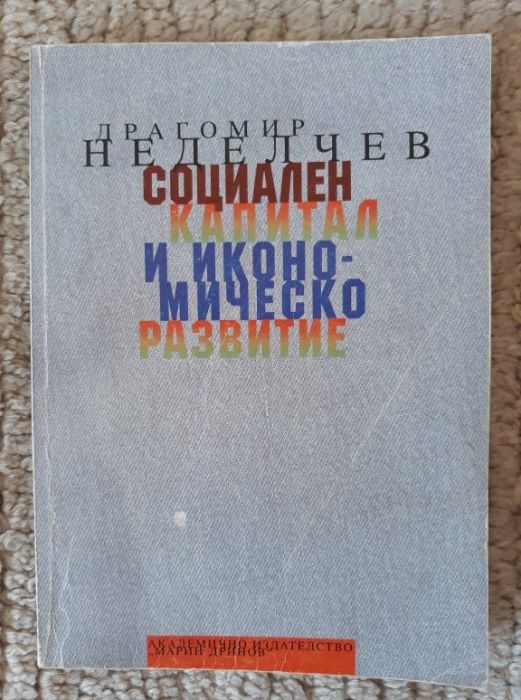 ДРАГОМИР
НЕДЕЛЧЕВ
СОЦИАЛЕН
КАПИТАЛ
И ИКОНО-
МИЧЕСКО
РАЗВИТИЕ
АКАДЕМИЧНО ИЗДАТЕЛСТВО
„МАРИН ДРИНОВ“